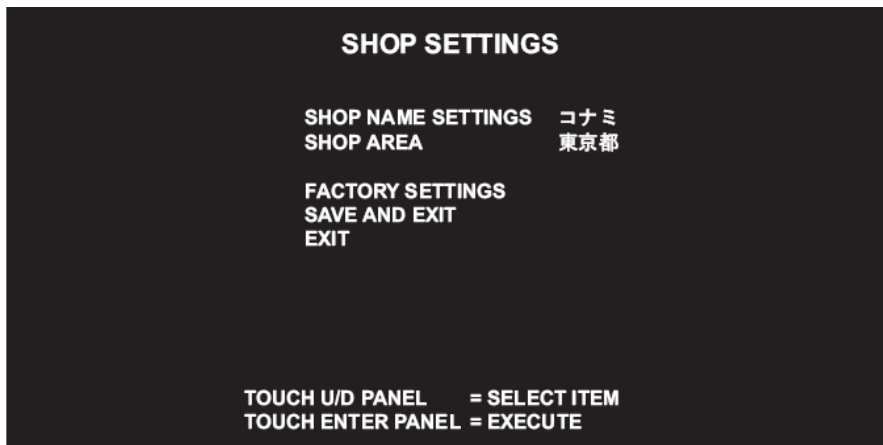 SHOP SETTINGS
SHOP NAME SETTINGS コナミ
SHOP AREA 東京都
FACTORY SETTINGS
SAVE AND EXIT
EXIT
TOUCH U/D PANEL = SELECT ITEM
TOUCH ENTER PANEL = EXECUTE